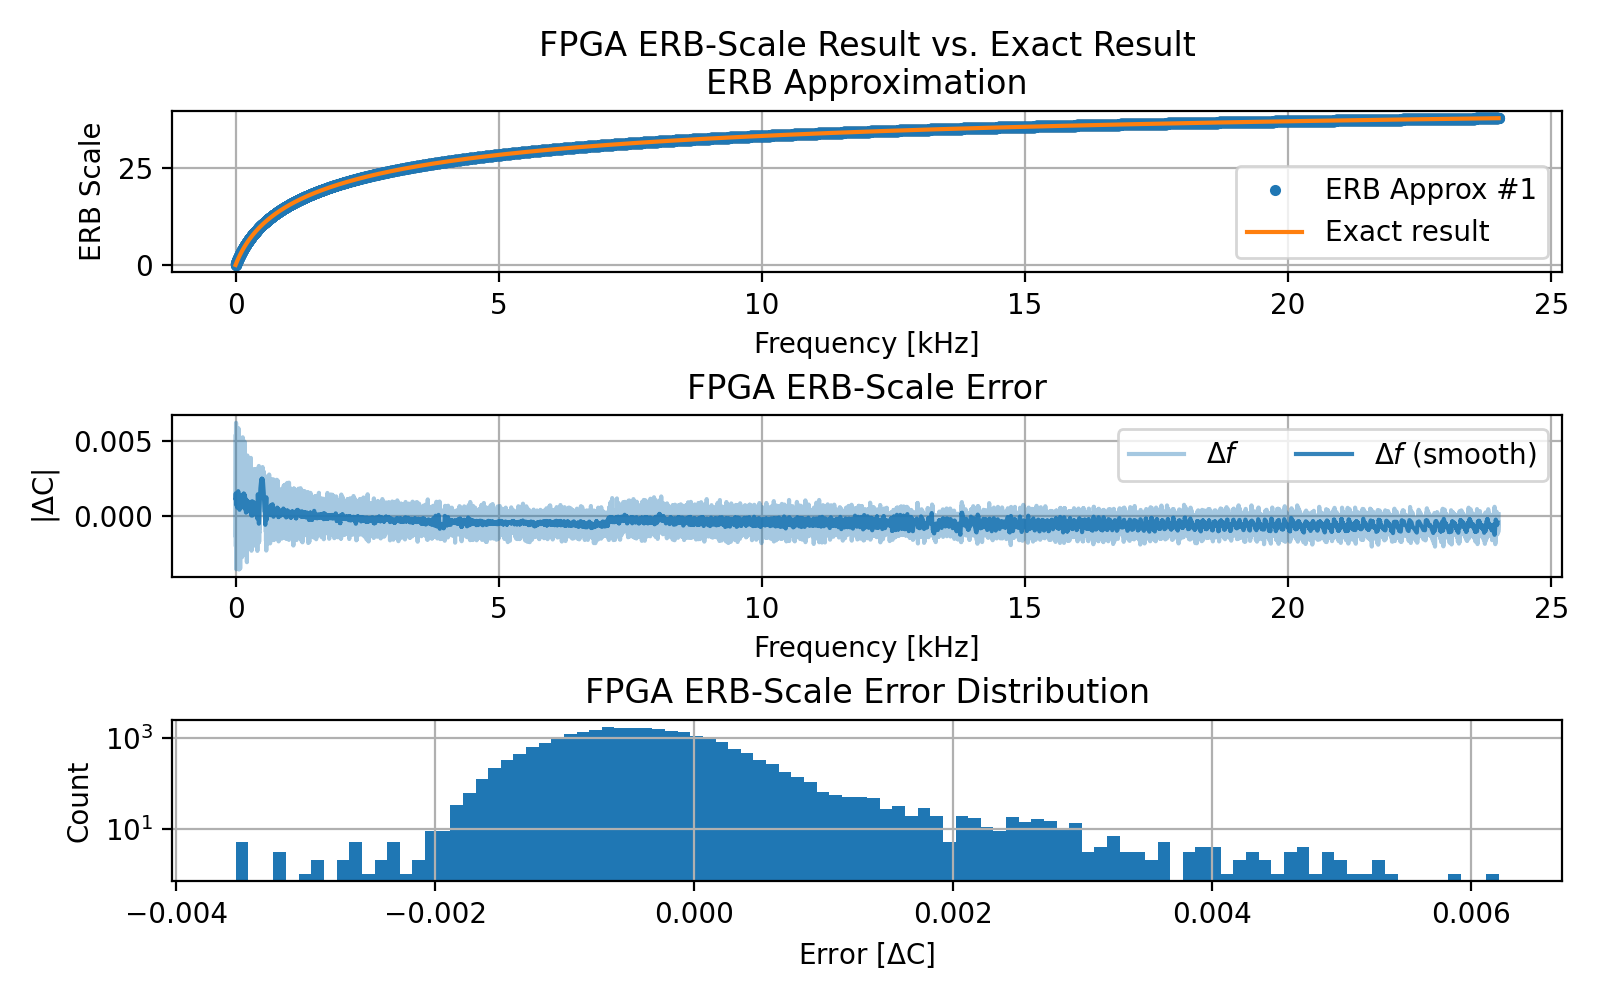 FPGA ERB-Scale Result vs. Exact Result
ERB Approximation
ERB Scale
25
0
ERB Approx #1
Exact result
0 5 10 15 20 25
Frequency [kHz]
FPGA ERB-Scale Error
|ΔC|
0.005
0.000
Δf Δf (smooth)
0 5 10 15 20 25
Frequency [kHz]
FPGA ERB-Scale Error Distribution
Count
10³
10¹
−0.004 −0.002 0.000 0.002 0.004 0.006
Error [ΔC]